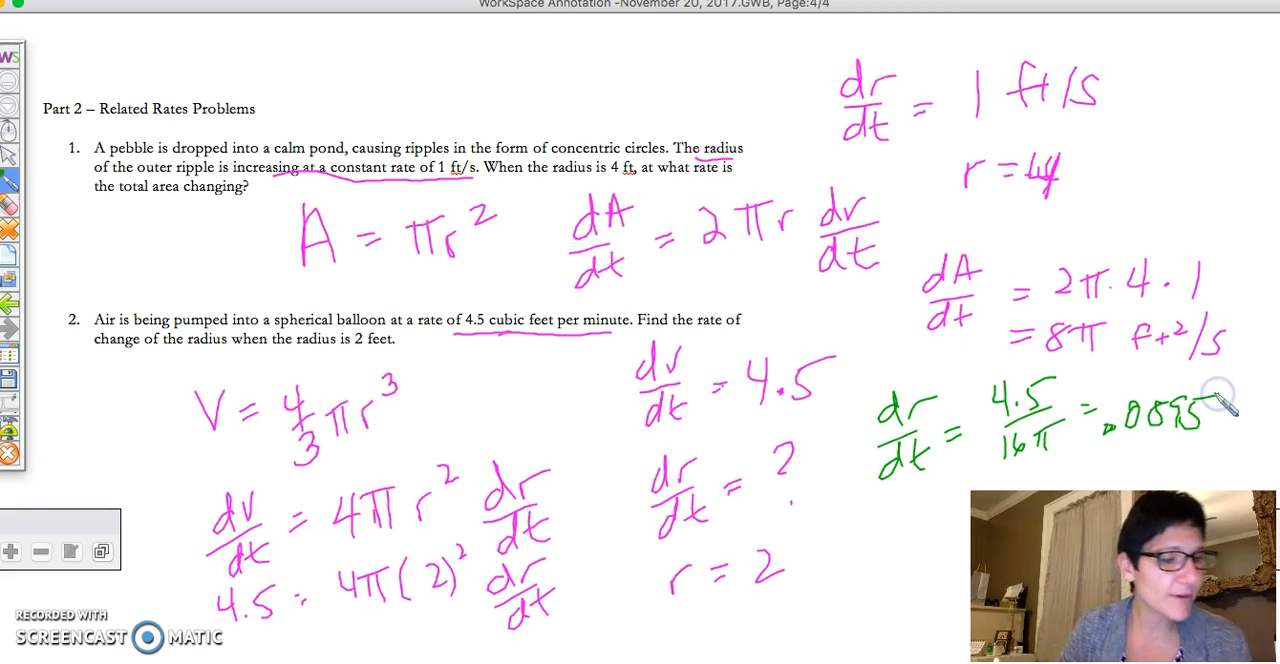 WorkSpace Annotation -November 20, 2017.GWB, Page:4/4
WS
Part 2 – Related Rates Problems
1. A pebble is dropped into a calm pond, causing ripples in the form of concentric circles. The radius
of the outer ripple is increasing at a constant rate of 1 ft/s. When the radius is 4 ft, at what rate is
the total area changing?
dr/dt = 1 ft/s
r = 4
A = πr²
dA/dt = 2πr dr/dt
dA/dt = 2π·4·1
= 8π ft²/s
2. Air is being pumped into a spherical balloon at a rate of 4.5 cubic feet per minute. Find the rate of
change of the radius when the radius is 2 feet.
V = 4/3 πr³
dv/dt = 4πr² dr/dt
4.5 = 4π(2)² dr/dt
dv/dt = 4.5
dr/dt = ?
r = 2
dr/dt = 4.5/16π = .0895
RECORDED WITH
SCREENCAST MATIC